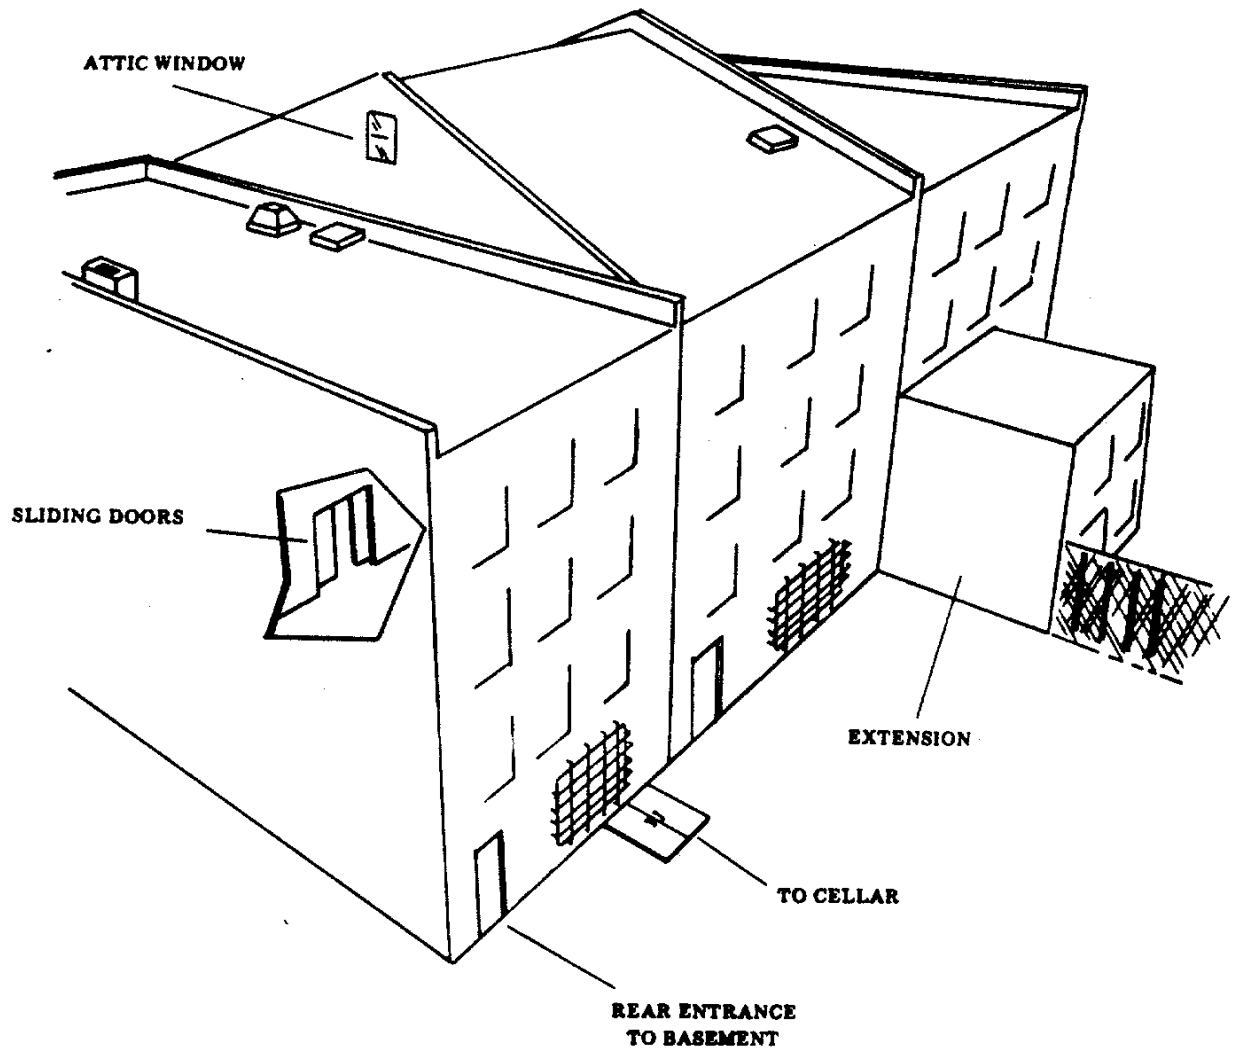 ATTIC WINDOW
SLIDING DOORS
EXTENSION
TO CELLAR
REAR ENTRANCE
TO BASEMENT